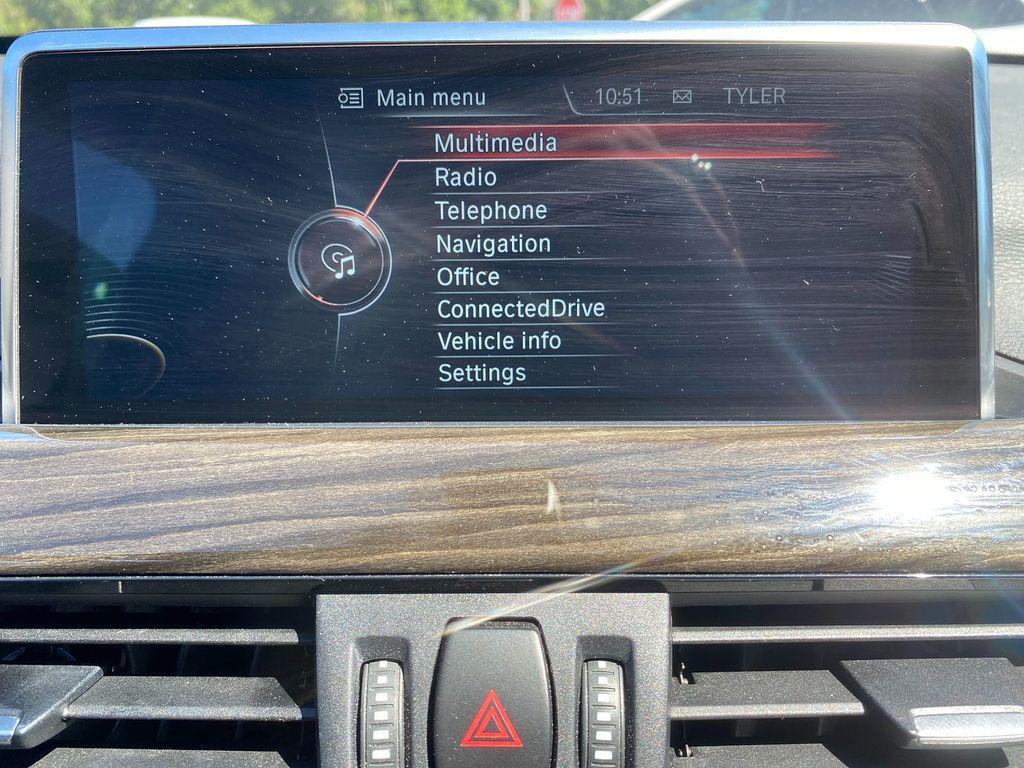 Main menu 10:51 TYLER
Multimedia
Radio
Telephone
Navigation
Office
ConnectedDrive
Vehicle info
Settings